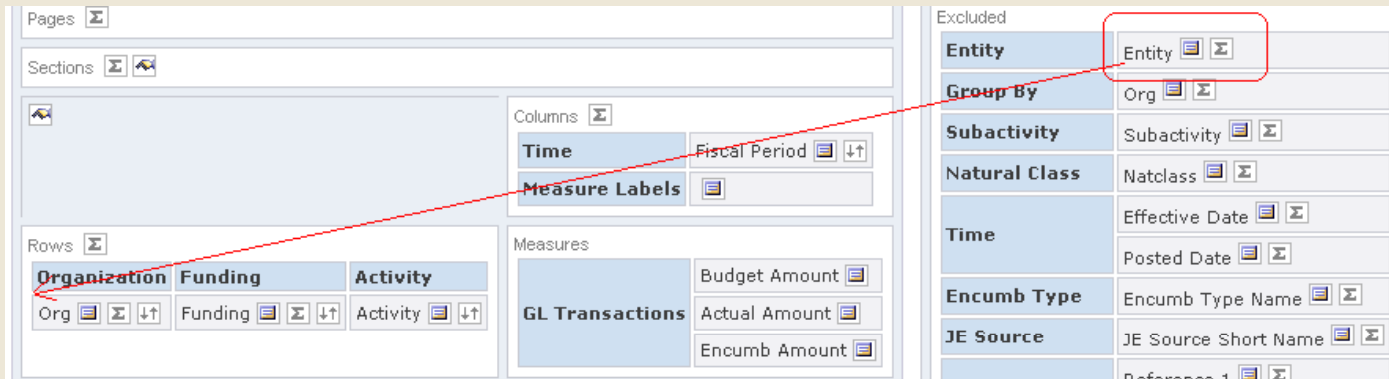 Pages
Sections
Columns
Time Fiscal Period
Measure Labels
Rows
Organization Funding Activity
Org Funding Activity
Measures
GL Transactions
Budget Amount
Actual Amount
Encumb Amount
Excluded
Entity Entity
Group By Org
Subactivity Subactivity
Natural Class Natclass
Time
Effective Date
Posted Date
Encumb Type Encumb Type Name
JE Source JE Source Short Name
Reference 1